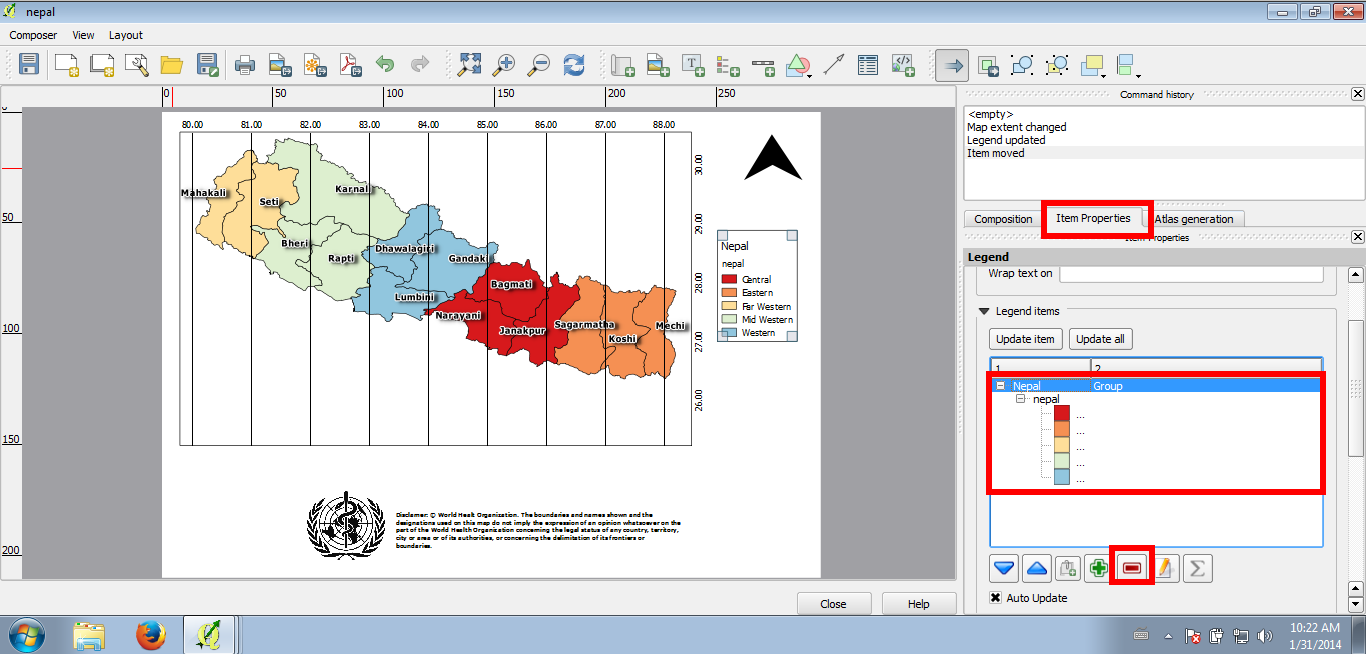 nepal
Composer View Layout
0 50 100 150 200 250
Command history
<empty>
Map extent changed
Legend updated
Item moved
Composition Item Properties Atlas generation
Item Properties
Legend
Wrap text on
Legend items
Update item Update all
1 2
Nepal Group
nepal
...
...
...
...
...
Auto Update
0
50
100
150
200
80.00 81.00 82.00 83.00 84.00 85.00 86.00 87.00 88.00
30.00
29.00
28.00
27.00
26.00
Mahakali
Seti
Karnal
Bheri
Rapti
Dhawalagiri
Gandaki
Lumbini
Bagmati
Narayani
Janakpur
Sagarmatha
Koshi
Mechi
Nepal
nepal
Central
Eastern
Far Western
Mid Western
Western
Disclamer: © World Healt Organization. The boundaries and names shown and the
designations used on this map do not imply the expression of an opinion whatsoever on the
part of the World Health Organisation concerning the legal status of any country, territory,
city or area or of its authorities, or concerning the delimitation of its frontiers or
boundaries.
Close Help
10:22 AM
1/31/2014